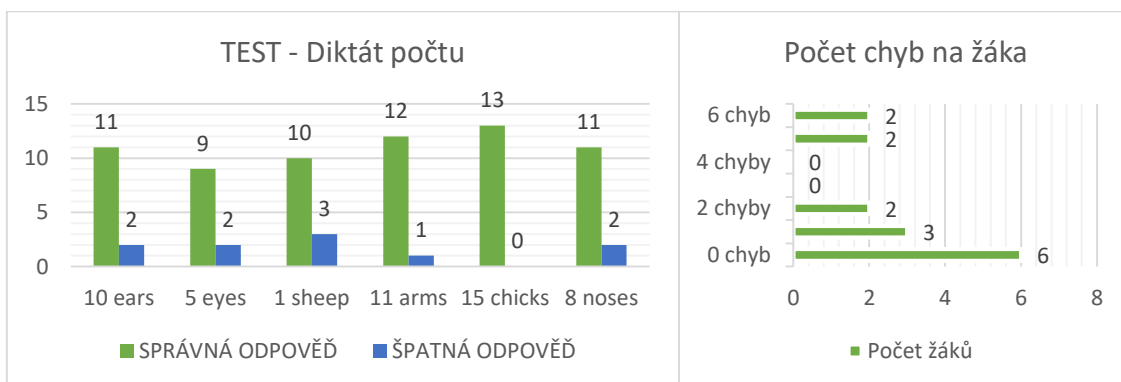 TEST - Diktát počtu
15
10
5
0
11
2
9
2
10
3
12
1
13
0
11
2
10 ears 5 eyes 1 sheep 11 arms 15 chicks 8 noses
SPRÁVNÁ ODPOVĚĎ ŠPATNÁ ODPOVĚĎ
Počet chyb na žáka
6 chyb 2
2
4 chyby 0
0
2 chyby 2
3
0 chyb 6
0 2 4 6 8
Počet žáků